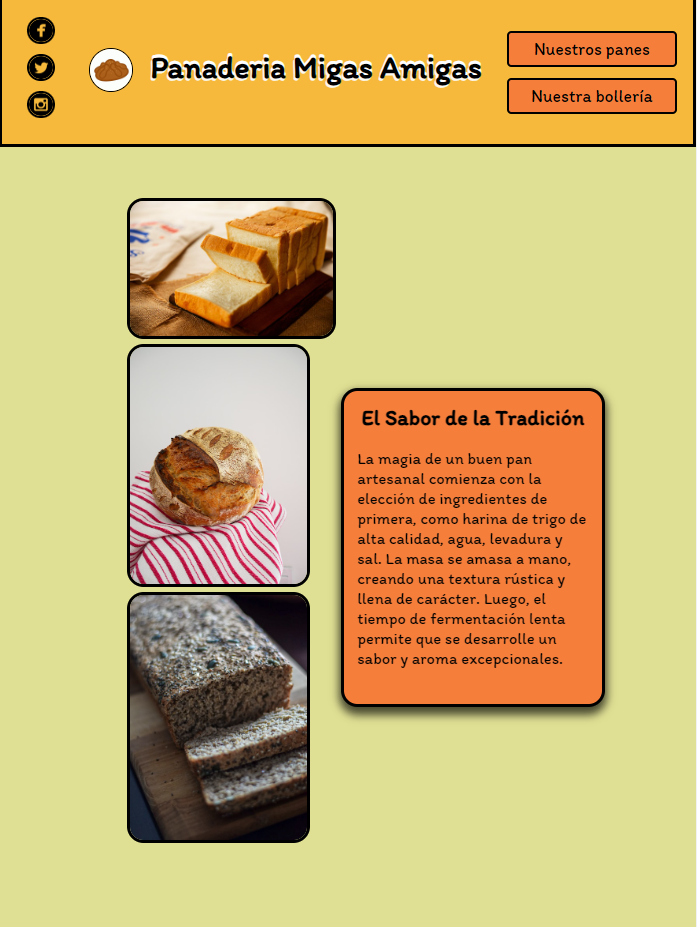 Panaderia Migas Amigas
Nuestros panes
Nuestra bollería
El Sabor de la Tradición
La magia de un buen pan
artesanal comienza con la
elección de ingredientes de
primera, como harina de trigo de
alta calidad, agua, levadura y
sal. La masa se amasa a mano,
creando una textura rústica y
llena de carácter. Luego, el
tiempo de fermentación lenta
permite que se desarrolle un
sabor y aroma excepcionales.